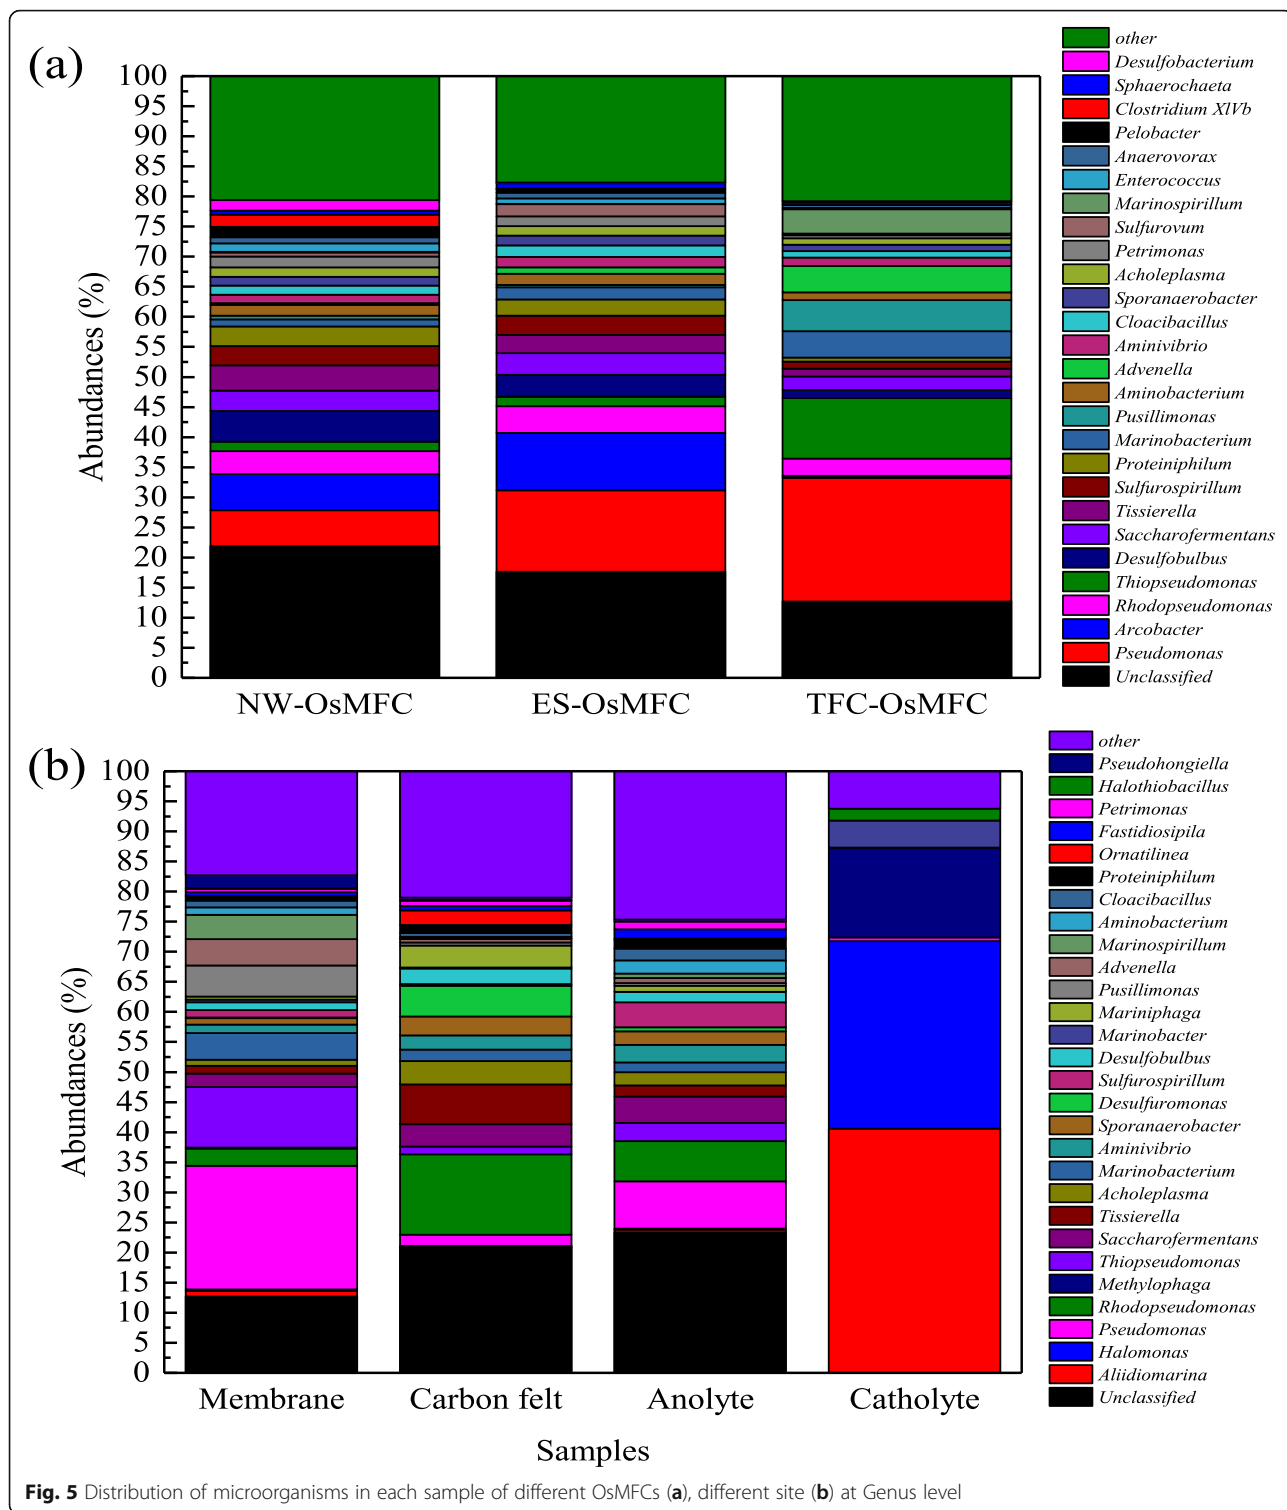 (a)
Abundances (%)
100
95
90
85
80
75
70
65
60
55
50
45
40
35
30
25
20
15
10
5
0
NW-OsMFC ES-OsMFC TFC-OsMFC
other
Desulfobacterium
Sphaerochaeta
Clostridium XlVb
Pelobacter
Anaerovorax
Enterococcus
Marinospirillum
Sulfurovum
Petrimonas
Acholeplasma
Sporanaerobacter
Cloacibacillus
Aminivibrio
Advenella
Aminobacterium
Pusillimonas
Marinobacterium
Proteiniphilum
Sulfurospirillum
Tissierella
Saccharofermentans
Desulfobulbus
Thiopseudomonas
Rhodopseudomonas
Arcobacter
Pseudomonas
Unclassified
(b)
Abundances (%)
100
95
90
85
80
75
70
65
60
55
50
45
40
35
30
25
20
15
10
5
0
Membrane Carbon felt Anolyte Catholyte
Samples
other
Pseudohongiella
Halothiobacillus
Petrimonas
Fastidiosipila
Ornatilinea
Proteiniphilum
Cloacibacillus
Aminobacterium
Marinospirillum
Advenella
Pusillimonas
Mariniphaga
Marinobacter
Desulfobulbus
Sulfurospirillum
Desulfuromonas
Sporanaerobacter
Aminivibrio
Marinobacterium
Acholeplasma
Tissierella
Saccharofermentans
Thiopseudomonas
Methylophaga
Rhodopseudomonas
Pseudomonas
Halomonas
Aliidiomarina
Unclassified
Fig. 5 Distribution of microorganisms in each sample of different OsMFCs (a), different site (b) at Genus level